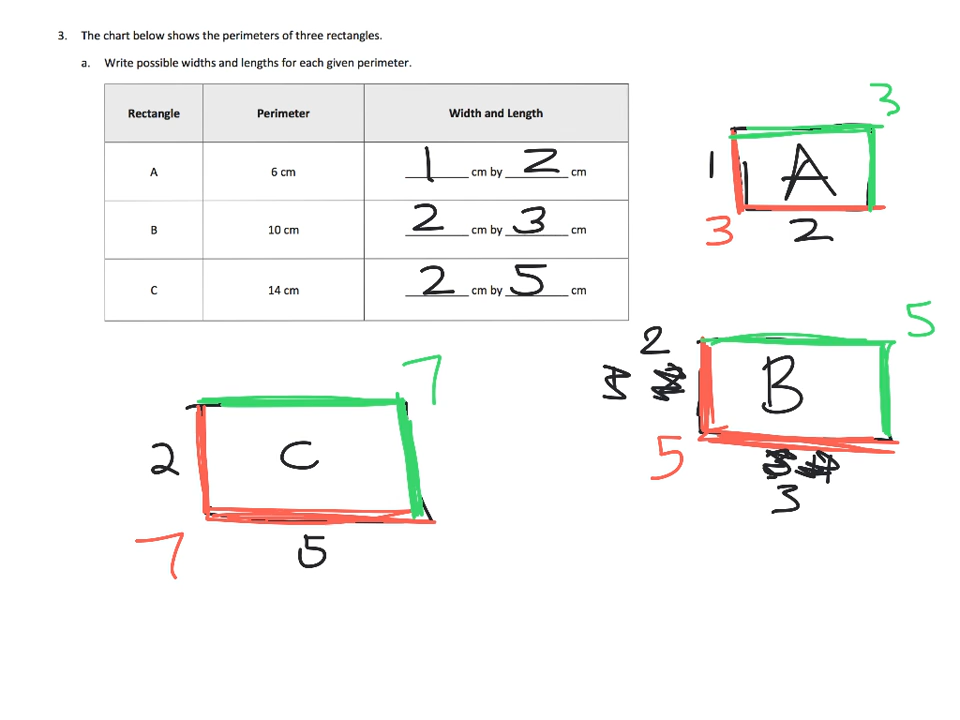 3. The chart below shows the perimeters of three rectangles.
a. Write possible widths and lengths for each given perimeter.
Rectangle Perimeter Width and Length
A 6 cm 1 cm by 2 cm
B 10 cm 2 cm by 3 cm
C 14 cm 2 cm by 5 cm
3
1 A
3 2
5
2
B
5
3
7
2 C
7 5